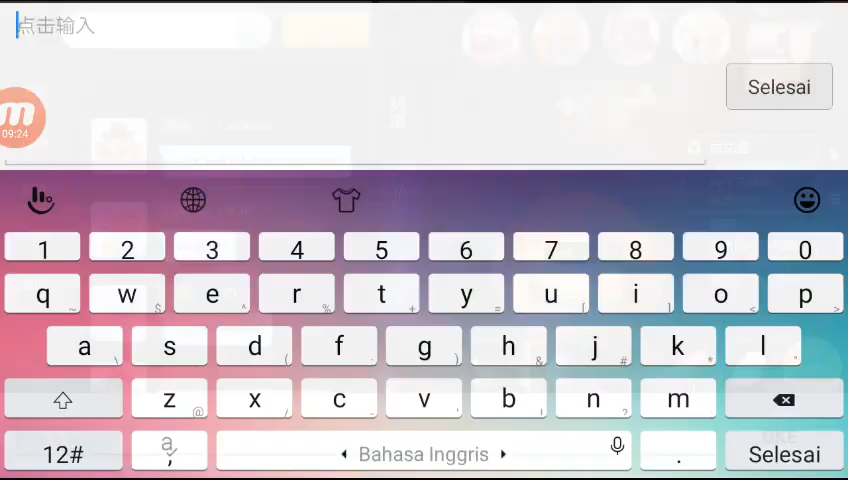 点击输入
Selesai
09:24
1 2 3 4 5 6 7 8 9 0
q w e r t y u i o p
~ $ ^ % + = [ ] < >
a s d f g h j k l
\ ( ) & # * "
z x c v b n m
@ / - ' ! ?
12# a , Bahasa Inggris . Selesai